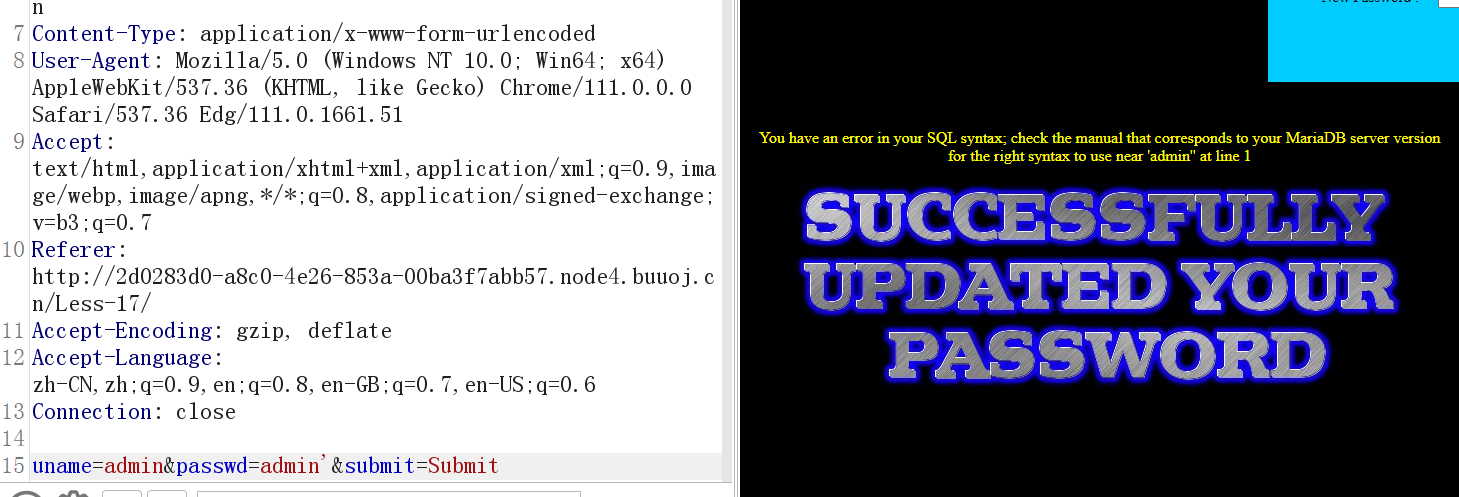 n
7 Content-Type: application/x-www-form-urlencoded
8 User-Agent: Mozilla/5.0 (Windows NT 10.0; Win64; x64)
AppleWebKit/537.36 (KHTML, like Gecko) Chrome/111.0.0.0
Safari/537.36 Edg/111.0.1661.51
9 Accept:
text/html,application/xhtml+xml,application/xml;q=0.9,ima
ge/webp,image/apng,*/*;q=0.8,application/signed-exchange;
v=b3;q=0.7
10 Referer:
http://2d0283d0-a8c0-4e26-853a-00ba3f7abb57.node4.buuoj.c
n/Less-17/
11 Accept-Encoding: gzip, deflate
12 Accept-Language:
zh-CN,zh;q=0.9,en;q=0.8,en-GB;q=0.7,en-US;q=0.6
13 Connection: close
14
15 uname=admin&passwd=admin'&submit=Submit
You have an error in your SQL syntax; check the manual that corresponds to your MariaDB server version
for the right syntax to use near 'admin'' at line 1
SUCCESSFULLY
UPDATED YOUR
PASSWORD